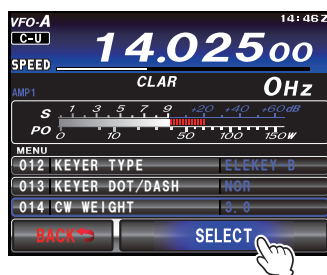 VFO-A 14:46Z
C-U
14.02500
SPEED
CLAR 0Hz
AMP1
S 1 3 5 7 9 +20 +40 +60dB
PO 0 10 50 100 150W
MENU
012 KEYER TYPE ELEKEY B
013 KEYER DOT/DASH NOR
014 CW WEIGHT 3.0
BACK SELECT